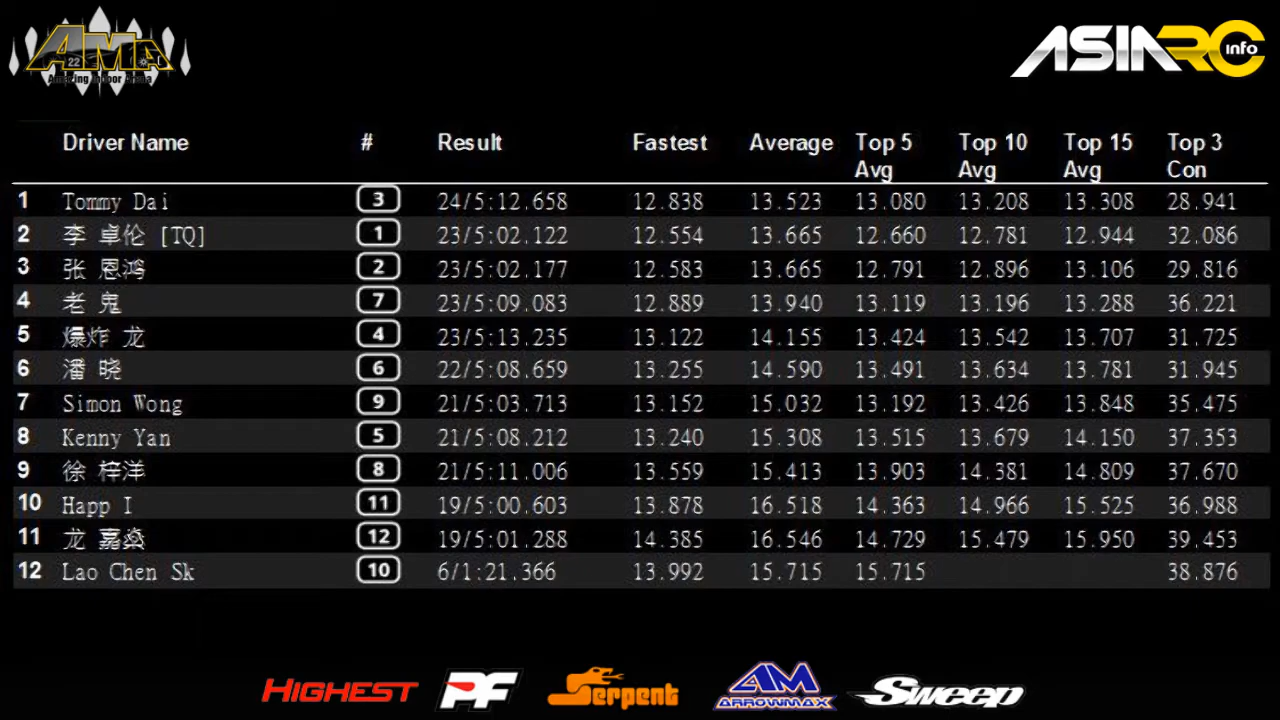 AMA
22
Amazing Indoor Arena
ASIARC info
Driver Name # Result Fastest Average Top 5 Avg Top 10 Avg Top 15 Avg Top 3 Con
1 Tommy Dai 3 24/5:12.658 12.838 13.523 13.080 13.208 13.308 28.941
2 李 卓伦 [TQ] 1 23/5:02.122 12.554 13.665 12.660 12.781 12.944 32.086
3 张 恩鸿 2 23/5:02.177 12.583 13.665 12.791 12.896 13.106 29.816
4 老 鬼 7 23/5:09.083 12.889 13.940 13.119 13.196 13.288 36.221
5 爆炸 龙 4 23/5:13.235 13.122 14.155 13.424 13.542 13.707 31.725
6 潘 晓 6 22/5:08.659 13.255 14.590 13.491 13.634 13.781 31.945
7 Simon Wong 9 21/5:03.713 13.152 15.032 13.192 13.426 13.848 35.475
8 Kenny Yan 5 21/5:08.212 13.240 15.308 13.515 13.679 14.150 37.353
9 徐 梓洋 8 21/5:11.006 13.559 15.413 13.903 14.381 14.809 37.670
10 Happ I 11 19/5:00.603 13.878 16.518 14.363 14.966 15.525 36.988
11 龙 嘉燊 12 19/5:01.288 14.385 16.546 14.729 15.479 15.950 39.453
12 Lao Chen Sk 10 6/1:21.366 13.992 15.715 15.715 38.876
HIGHEST PF Serpent AM ARROWMAX Sweep